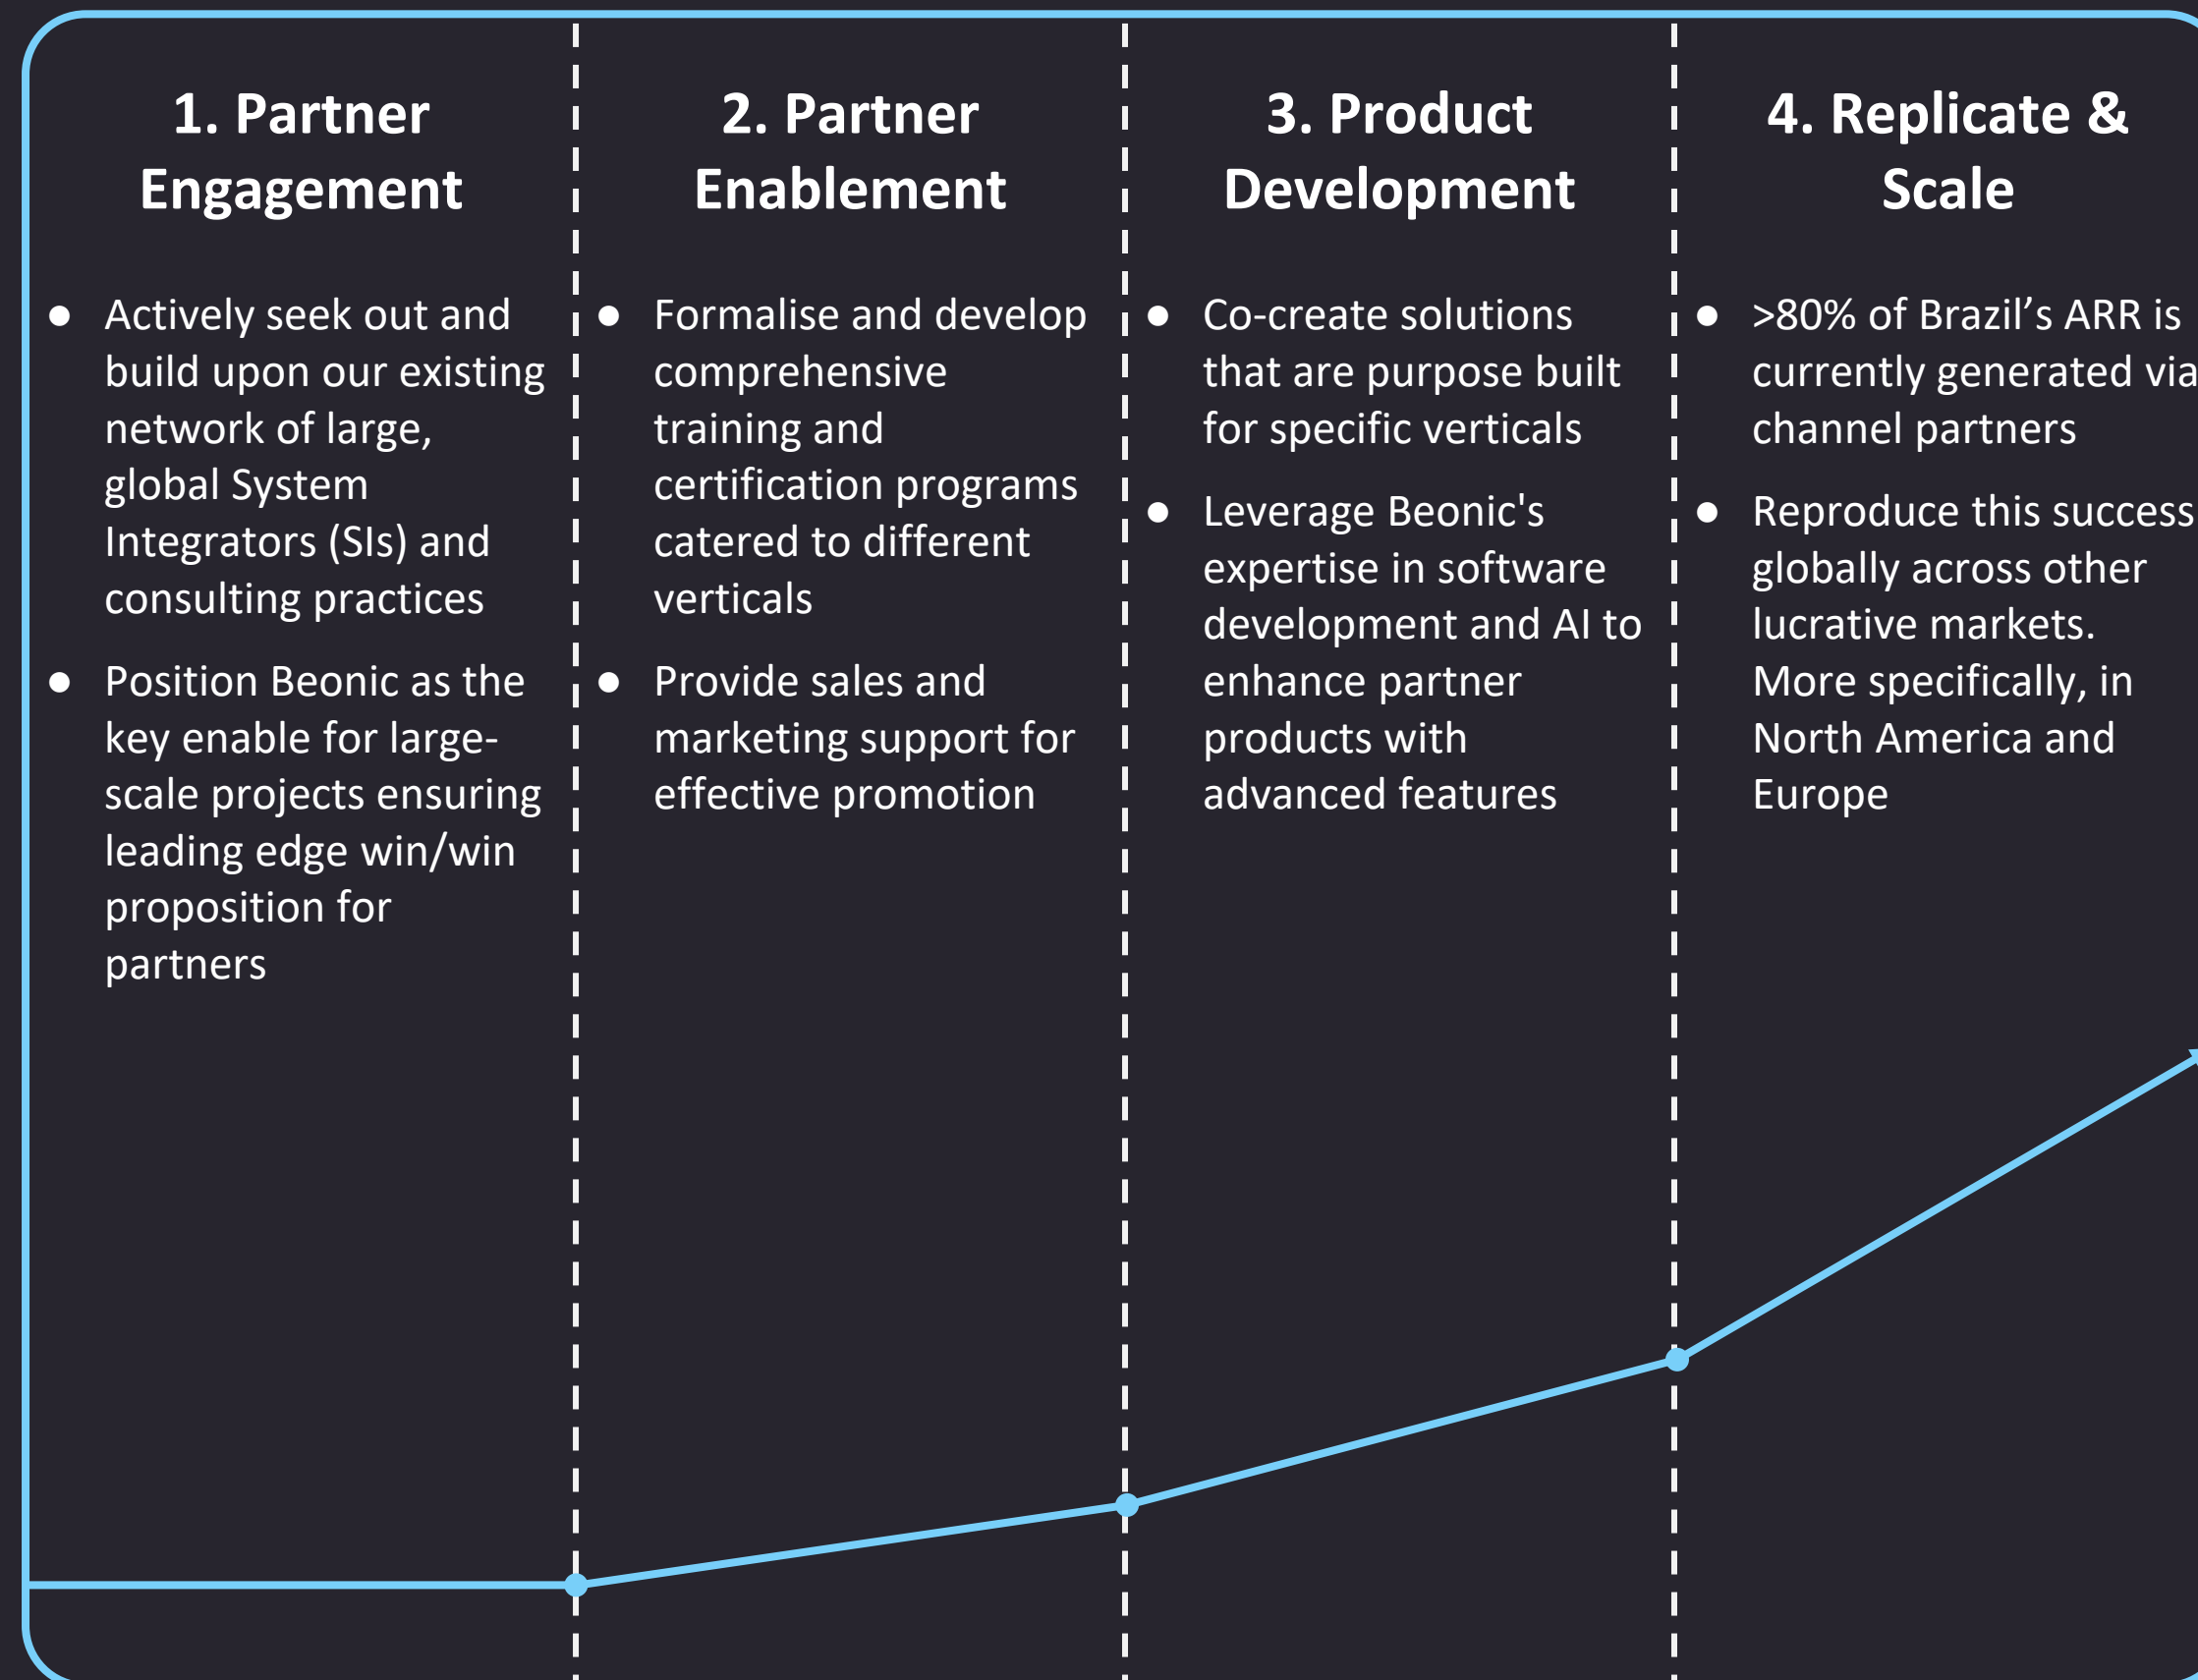 1. Partner
Engagement
● Actively seek out and
build upon our existing
network of large,
global System
Integrators (SIs) and
consulting practices
● Position Beonic as the
key enable for large-
scale projects ensuring
leading edge win/win
proposition for
partners
2. Partner
Enablement
● Formalise and develop
comprehensive
training and
certification programs
catered to different
verticals
● Provide sales and
marketing support for
effective promotion
3. Product
Development
● Co-create solutions
that are purpose built
for specific verticals
● Leverage Beonic's
expertise in software
development and AI to
enhance partner
products with
advanced features
4. Replicate &
Scale
● >80% of Brazil’s ARR is
currently generated via
channel partners
● Reproduce this success
globally across other
lucrative markets.
More specifically, in
North America and
Europe